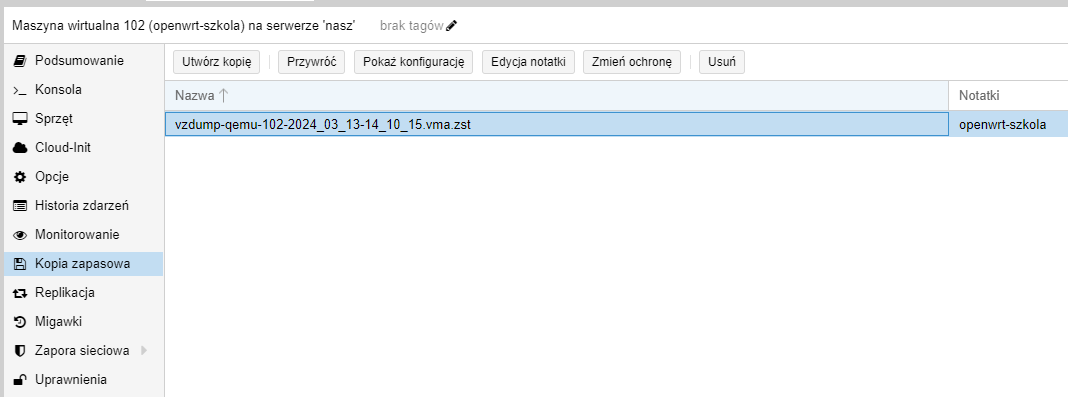 Maszyna wirtualna 102 (openwrt-szkola) na serwerze 'nasz' brak tagów
Podsumowanie
Konsola
Sprzęt
Cloud-Init
Opcje
Historia zdarzeń
Monitorowanie
Kopia zapasowa
Replikacja
Migawki
Zapora sieciowa
Uprawnienia
Utwórz kopię Przywróć Pokaż konfigurację Edycja notatki Zmień ochronę Usuń
Nazwa Notatki
vzdump-qemu-102-2024_03_13-14_10_15.vma.zst openwrt-szkola